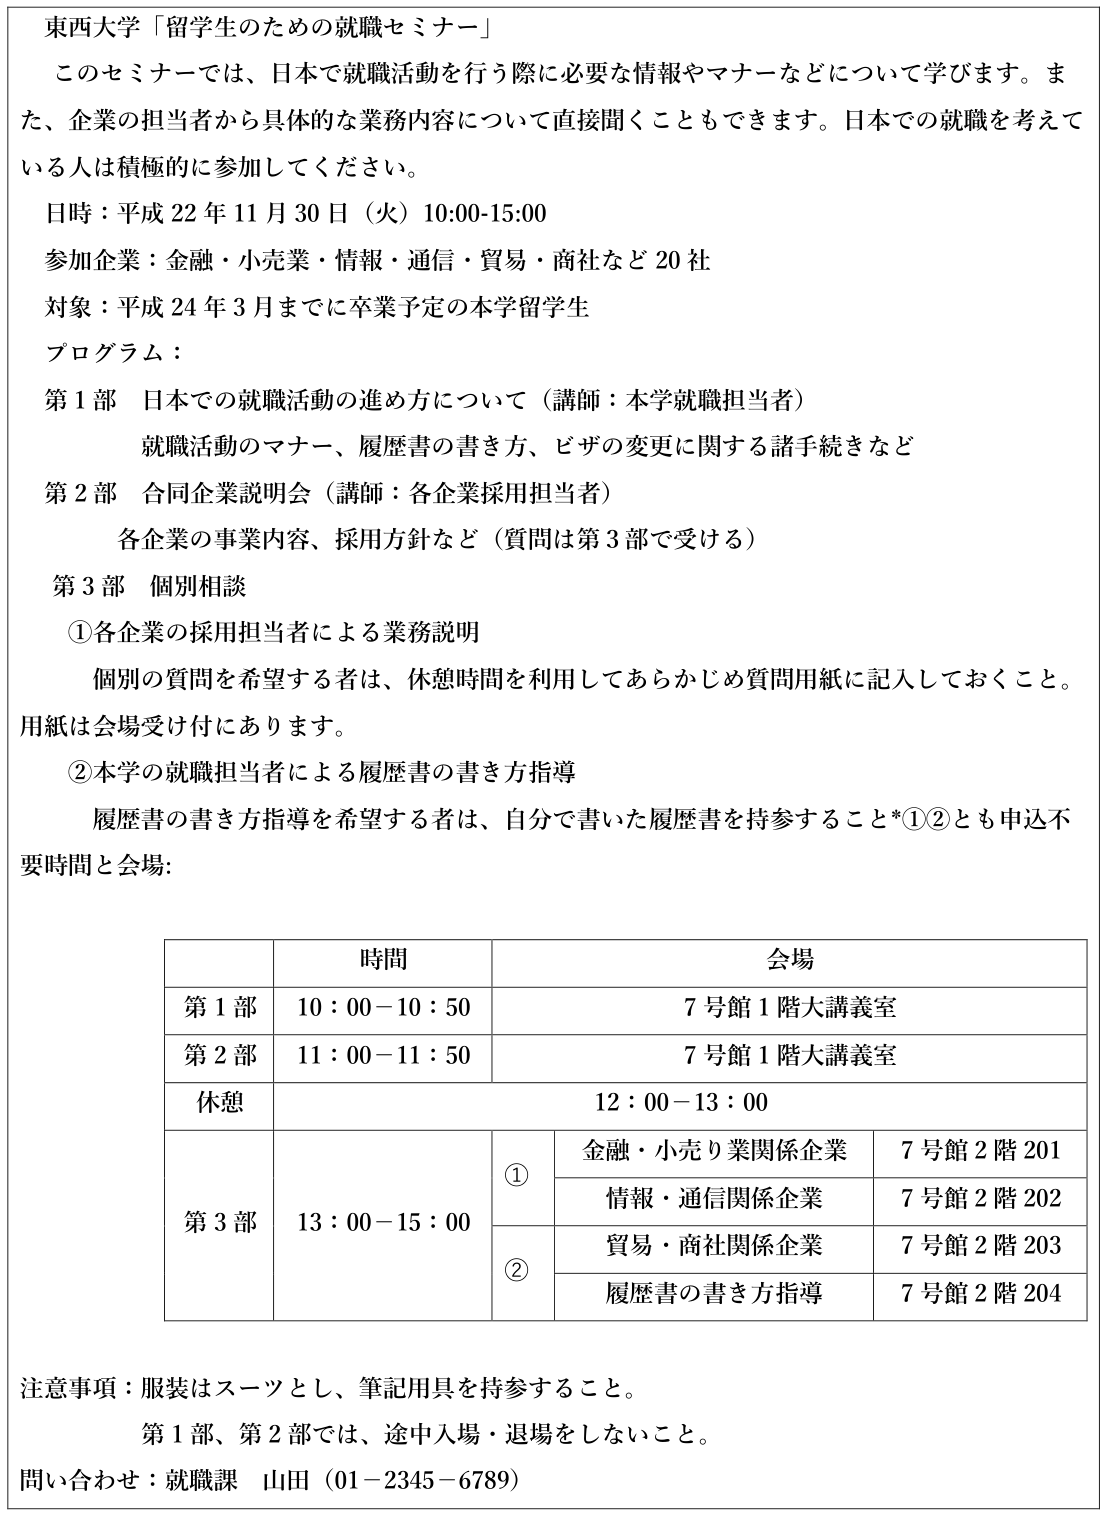 東西大学「留学生のための就職セミナー」
このセミナーでは、日本で就職活動を行う際に必要な情報やマナーなどについて学びます。ま
た、企業の担当者から具体的な業務内容について直接聞くこともできます。日本での就職を考えて
いる人は積極的に参加してください。
日時：平成 22 年 11 月 30 日（火）10:00-15:00
参加企業：金融・小売業・情報・通信・貿易・商社など 20 社
対象：平成 24 年 3 月までに卒業予定の本学留学生
プログラム：
第 1 部　日本での就職活動の進め方について（講師：本学就職担当者）
就職活動のマナー、履歴書の書き方、ビザの変更に関する諸手続きなど
第 2 部　合同企業説明会（講師：各企業採用担当者）
各企業の事業内容、採用方針など（質問は第 3 部で受ける）
第 3 部　個別相談
①各企業の採用担当者による業務説明
個別の質問を希望する者は、休憩時間を利用してあらかじめ質問用紙に記入しておくこと。
用紙は会場受け付にあります。
②本学の就職担当者による履歴書の書き方指導
履歴書の書き方指導を希望する者は、自分で書いた履歴書を持参すること*①②とも申込不
要時間と会場:
時間　会場
第 1 部　10：00－10：50　7 号館 1 階大講義室
第 2 部　11：00－11：50　7 号館 1 階大講義室
休憩　12：00－13：00
第 3 部　13：00－15：00　①　金融・小売り業関係企業　7 号館 2 階 201
情報・通信関係企業　7 号館 2 階 202
②　貿易・商社関係企業　7 号館 2 階 203
履歴書の書き方指導　7 号館 2 階 204
注意事項：服装はスーツとし、筆記用具を持参すること。
第 1 部、第 2 部では、途中入場・退場をしないこと。
問い合わせ：就職課　山田（01－2345－6789）